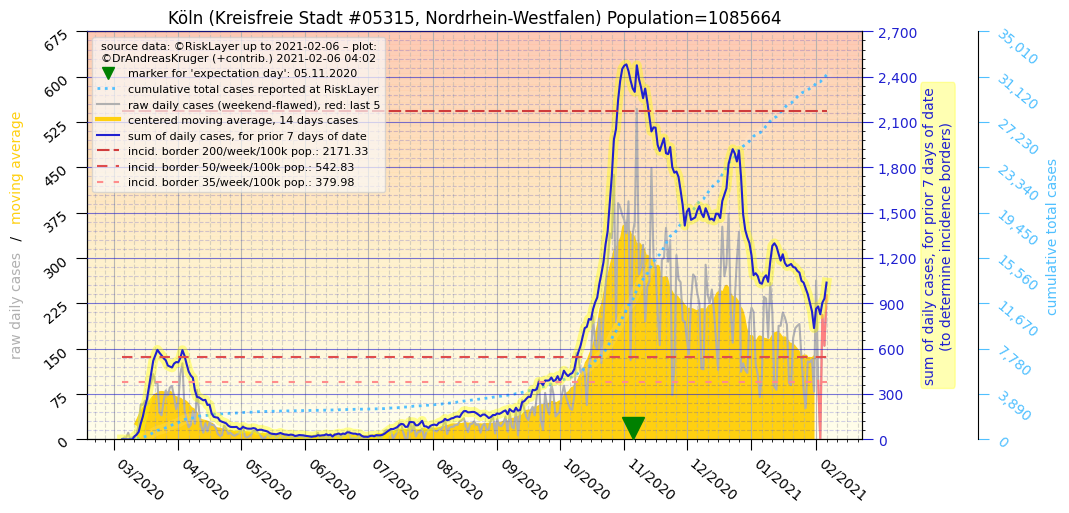 Köln (Kreisfreie Stadt #05315, Nordrhein-Westfalen) Population=1085664
source data: ©RiskLayer up to 2021-02-06 – plot:
©DrAndreasKruger (+contrib.) 2021-02-06 04:02
marker for 'expectation day': 05.11.2020
cumulative total cases reported at RiskLayer
raw daily cases (weekend-flawed), red: last 5
centered moving average, 14 days cases
sum of daily cases, for prior 7 days of date
incid. border 200/week/100k pop.: 2171.33
incid. border 50/week/100k pop.: 542.83
incid. border 35/week/100k pop.: 379.98
raw daily cases / moving average
675
600
525
450
375
300
225
150
75
0
03/2020
04/2020
05/2020
06/2020
07/2020
08/2020
09/2020
10/2020
11/2020
12/2020
01/2021
02/2021
2,700
2,400
2,100
1,800
1,500
1,200
900
600
300
0
sum of daily cases, for prior 7 days of date
(to determine incidence borders)
35,010
31,120
27,230
23,340
19,450
15,560
11,670
7,780
3,890
0
cumulative total cases